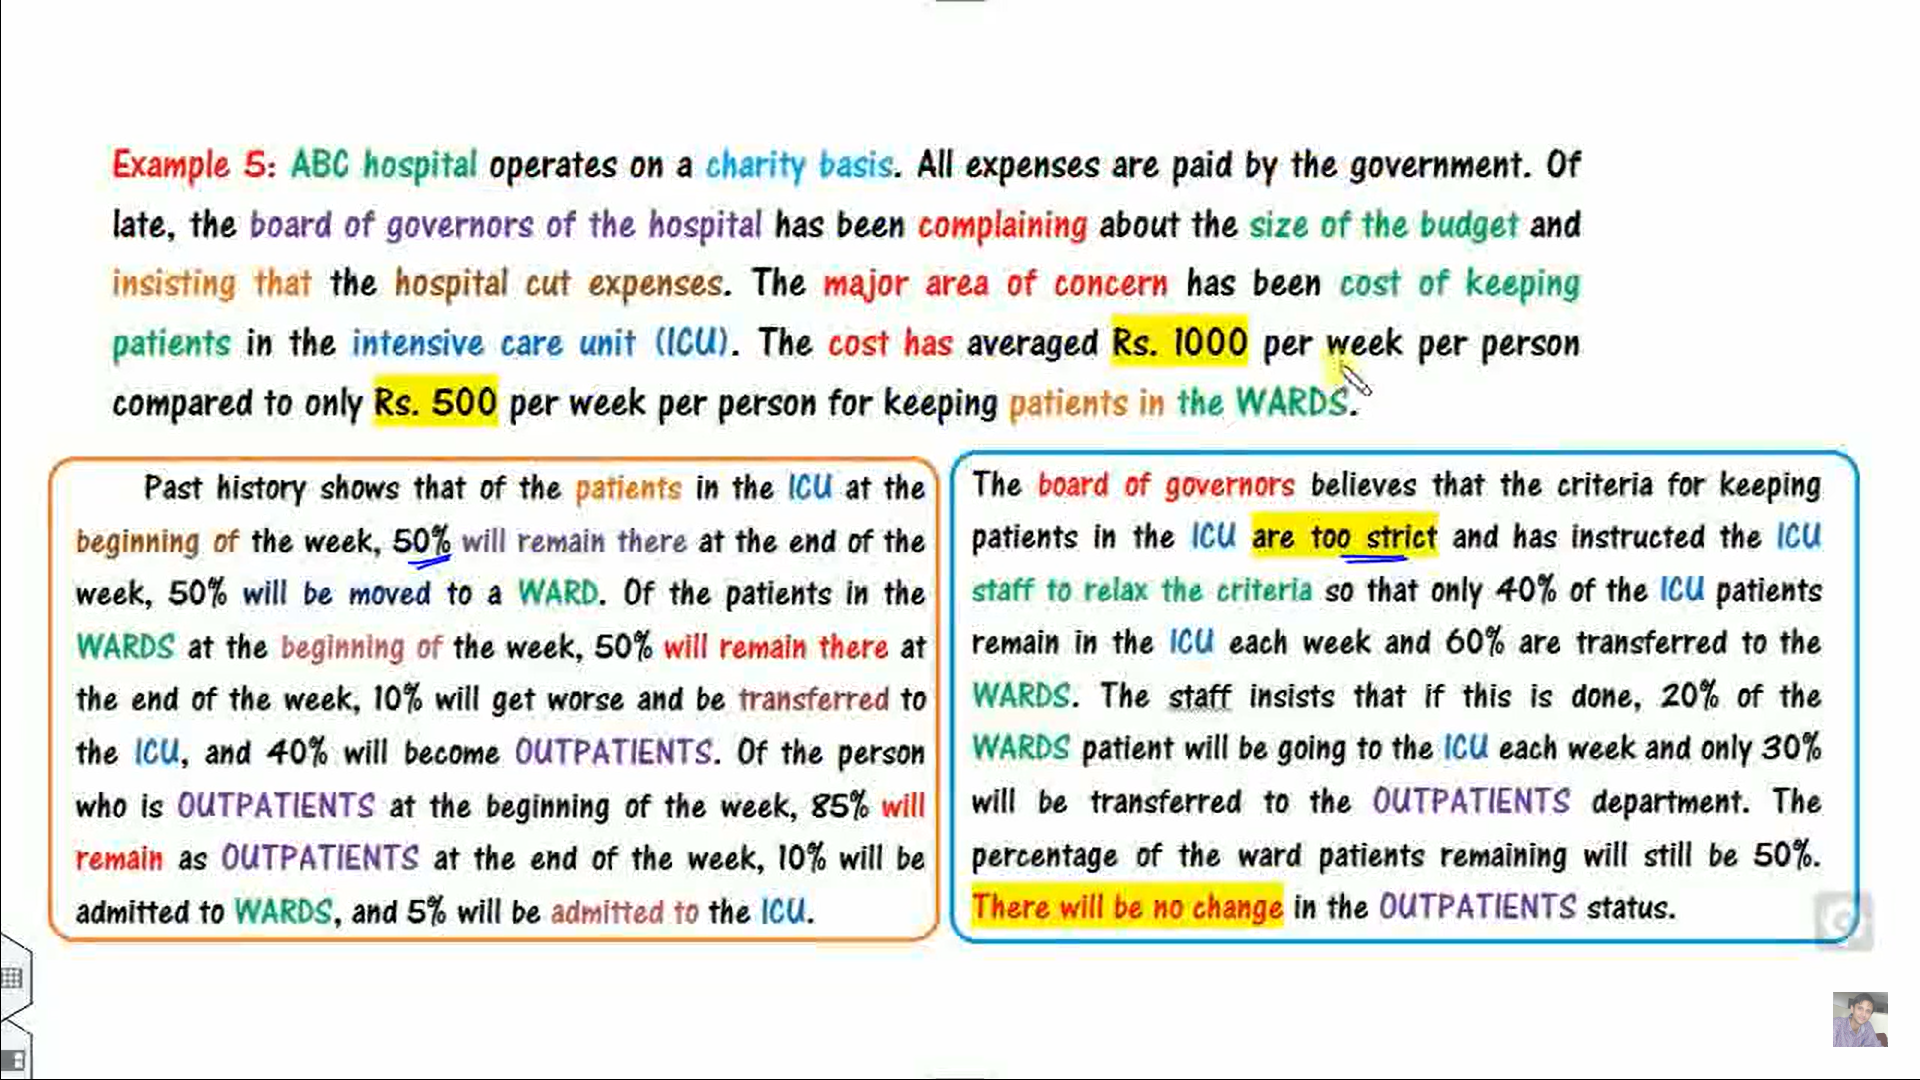 Example 5: ABC hospital operates on a charity basis. All expenses are paid by the government. Of
late, the board of governors of the hospital has been complaining about the size of the budget and
insisting that the hospital cut expenses. The major area of concern has been cost of keeping
patients in the intensive care unit (ICU). The cost has averaged Rs. 1000 per week per person
compared to only Rs. 500 per week per person for keeping patients in the WARDS.
Past history shows that of the patients in the ICU at the
beginning of the week, 50% will remain there at the end of the
week, 50% will be moved to a WARD. Of the patients in the
WARDS at the beginning of the week, 50% will remain there at
the end of the week, 10% will get worse and be transferred to
the ICU, and 40% will become OUTPATIENTS. Of the person
who is OUTPATIENTS at the beginning of the week, 85% will
remain as OUTPATIENTS at the end of the week, 10% will be
admitted to WARDS, and 5% will be admitted to the ICU.
The board of governors believes that the criteria for keeping
patients in the ICU are too strict and has instructed the ICU
staff to relax the criteria so that only 40% of the ICU patients
remain in the ICU each week and 60% are transferred to the
WARDS. The staff insists that if this is done, 20% of the
WARDS patient will be going to the ICU each week and only 30%
will be transferred to the OUTPATIENTS department. The
percentage of the ward patients remaining will still be 50%.
There will be no change in the OUTPATIENTS status.